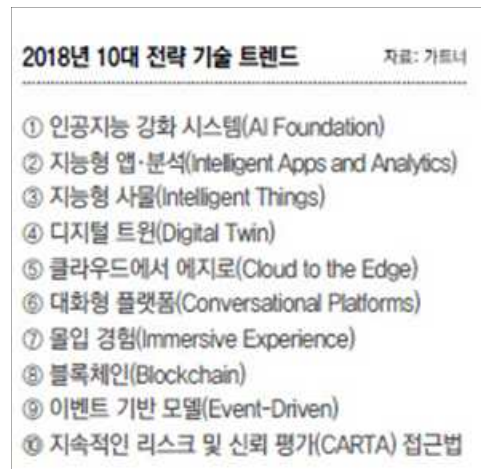 2018년 10대 전략 기술 트렌드 자료: 가트너
① 인공지능 강화 시스템(AI Foundation)
② 지능형 앱·분석(Intelligent Apps and Analytics)
③ 지능형 사물(Intelligent Things)
④ 디지털 트윈(Digital Twin)
⑤ 클라우드에서 에지로(Cloud to the Edge)
⑥ 대화형 플랫폼(Conversational Platforms)
⑦ 몰입 경험(Immersive Experience)
⑧ 블록체인(Blockchain)
⑨ 이벤트 기반 모델(Event-Driven)
⑩ 지속적인 리스크 및 신뢰 평가(CARTA) 접근법